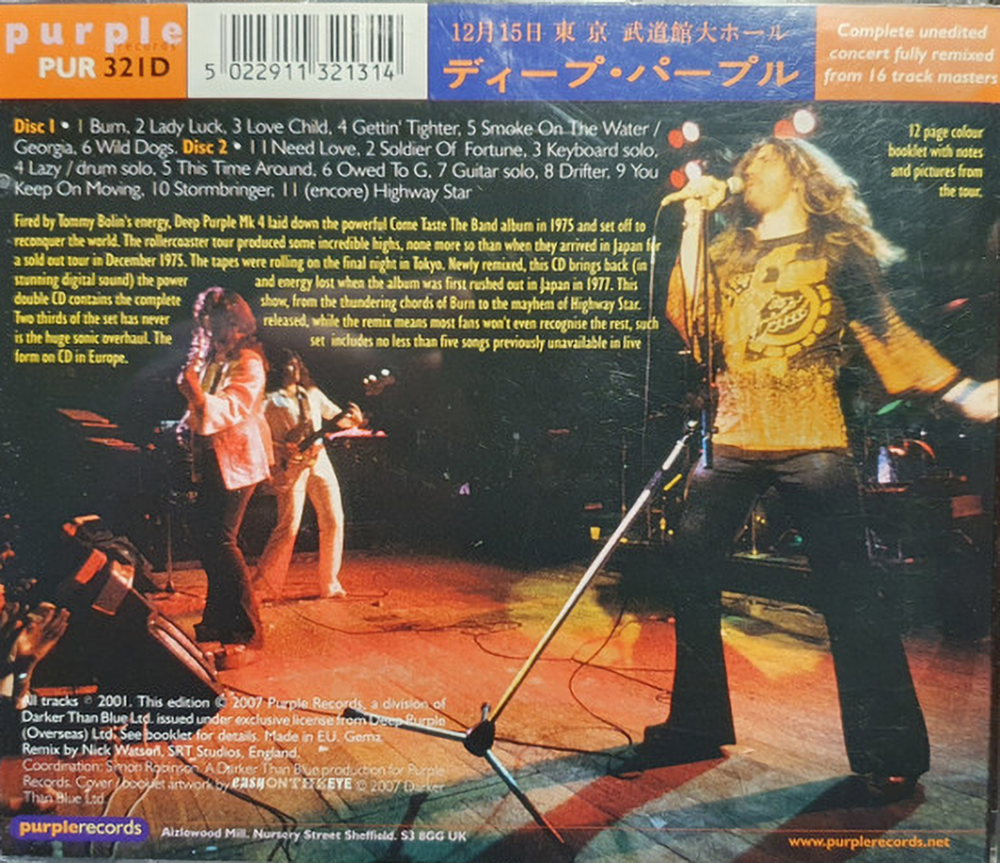 purple
records
PUR 321D
5 022911 321314
12月15日 東京 武道館大ホール
ディープ・パープル
Complete unedited
concert fully remixed
from 16 track masters
Disc 1 • 1 Burn, 2 Lady Luck, 3 Love Child, 4 Gettin' Tighter, 5 Smoke On The Water /
Georgia, 6 Wild Dogs. Disc 2 • 1 I Need Love, 2 Soldier Of Fortune, 3 Keyboard solo,
4 Lazy / drum solo, 5 This Time Around, 6 Owed To G, 7 Guitar solo, 8 Drifter, 9 You
Keep On Moving, 10 Stormbringer, 11 (encore) Highway Star
12 page colour
booklet with notes
and pictures from
the tour.
Fired by Tommy Bolin's energy, Deep Purple Mk 4 laid down the powerful Come Taste The Band album in 1975 and set off to
reconquer the world. The rollercoaster tour produced some incredible highs, none more so than when they arrived in Japan for
a sold out tour in December 1975. The tapes were rolling on the final night in Tokyo. Newly remixed, this CD brings back (in
stunning digital sound) the power and energy lost when the album was first rushed out in Japan in 1977. This
double CD contains the complete show, from the thundering chords of Burn to the mayhem of Highway Star.
Two thirds of the set has never released, while the remix means most fans won't even recognise the rest, such
is the huge sonic overhaul. The set includes no less than five songs previously unavailable in live
form on CD in Europe.
All tracks ℗ 2001. This edition © 2007 Purple Records, a division of
Darker Than Blue Ltd. issued under exclusive license from Deep Purple
(Overseas) Ltd. See booklet for details. Made in EU. Gema.
Remix by Nick Watson, SRT Studios, England.
Coordination: Simon Robinson. A Darker Than Blue production for Purple
Records. Cover / booklet artwork by EASY ON THE EYE © 2007 Darker
Than Blue Ltd
purplerecords
Aizlewood Mill, Nursery Street Sheffield. S3 8GG UK
www.purplerecords.net